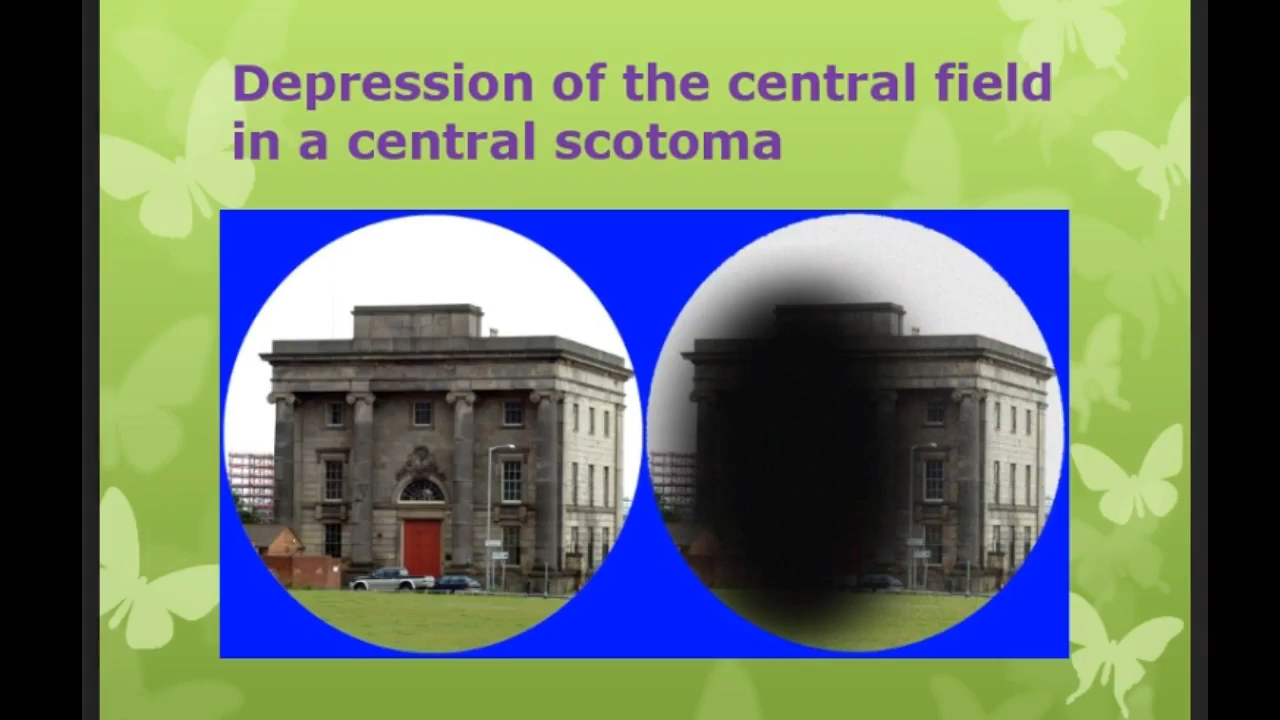 Depression of the central field
in a central scotoma